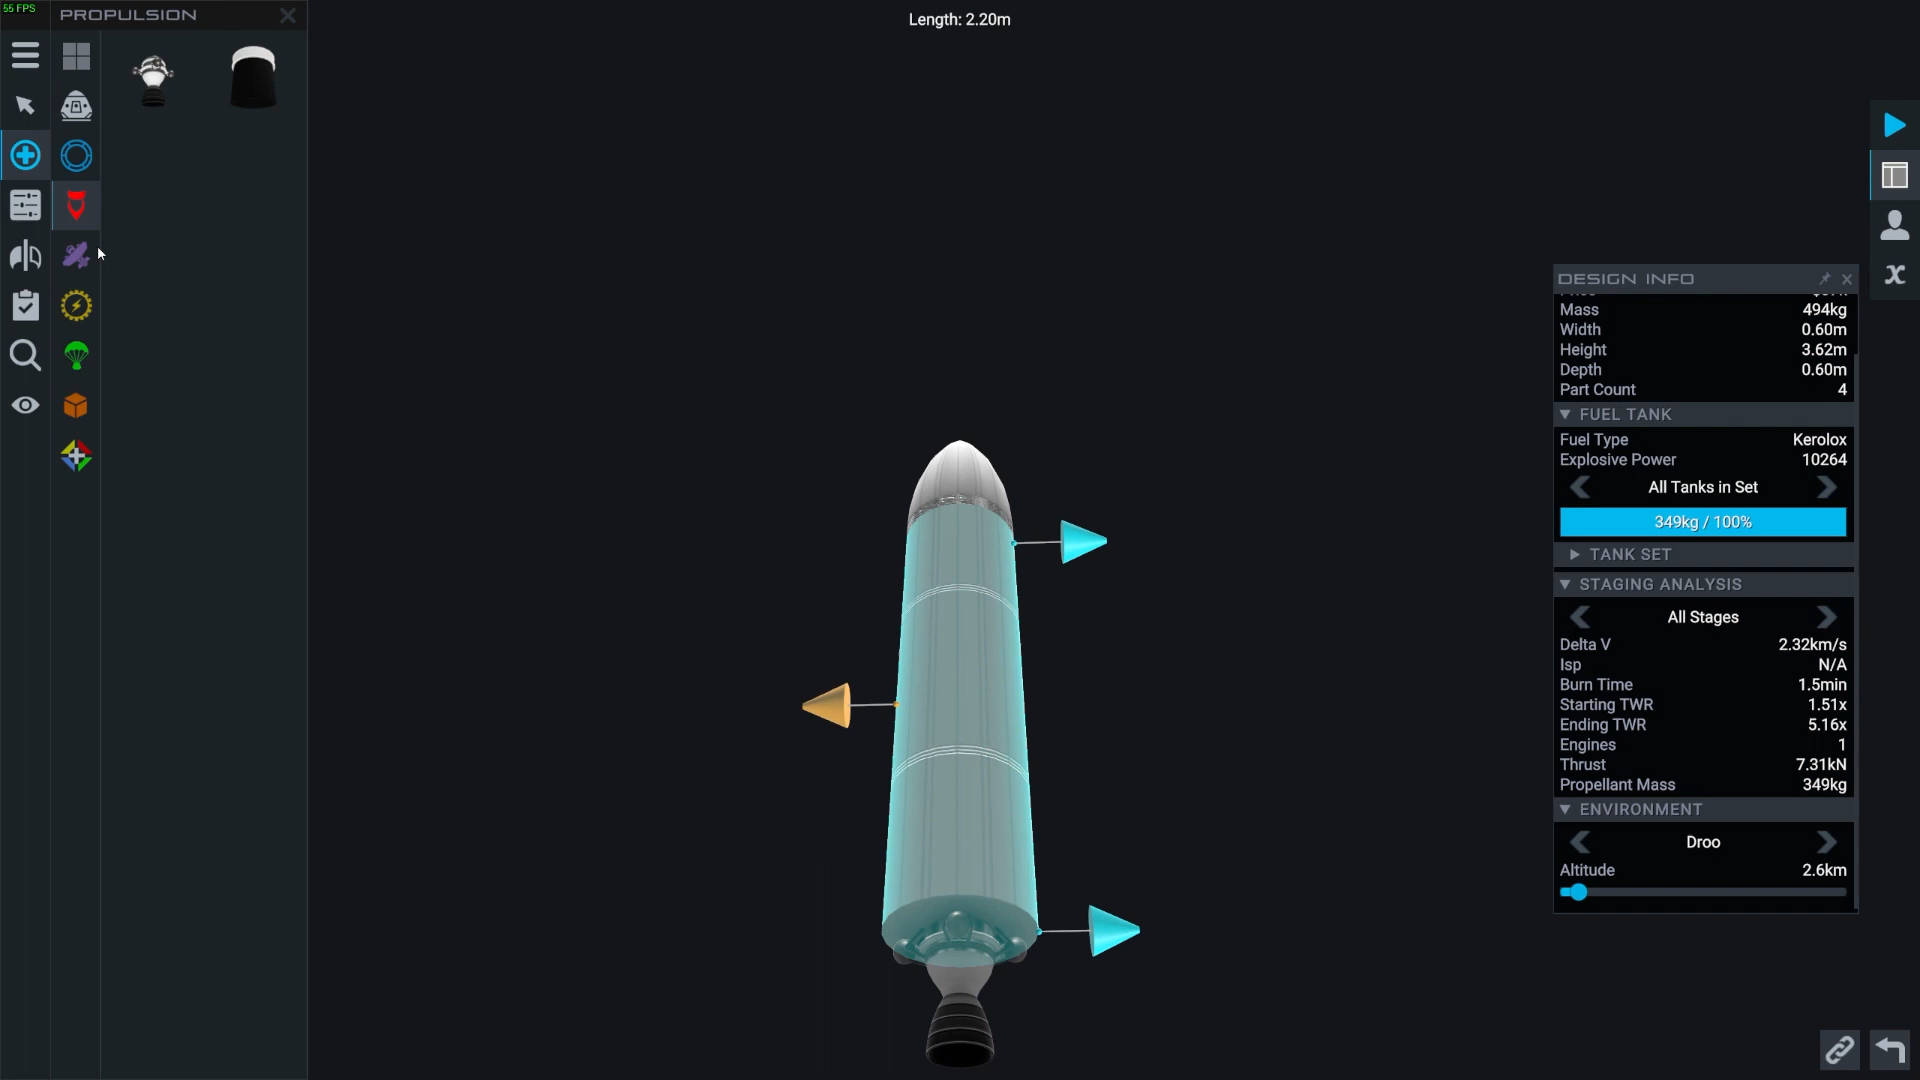 55 FPS
PROPULSION
Length: 2.20m
DESIGN INFO
Mass 494kg
Width 0.60m
Height 3.62m
Depth 0.60m
Part Count 4
FUEL TANK
Fuel Type Kerolox
Explosive Power 10264
All Tanks in Set
349kg / 100%
TANK SET
STAGING ANALYSIS
All Stages
Delta V 2.32km/s
Isp N/A
Burn Time 1.5min
Starting TWR 1.51x
Ending TWR 5.16x
Engines 1
Thrust 7.31kN
Propellant Mass 349kg
ENVIRONMENT
Droo
Altitude 2.6km